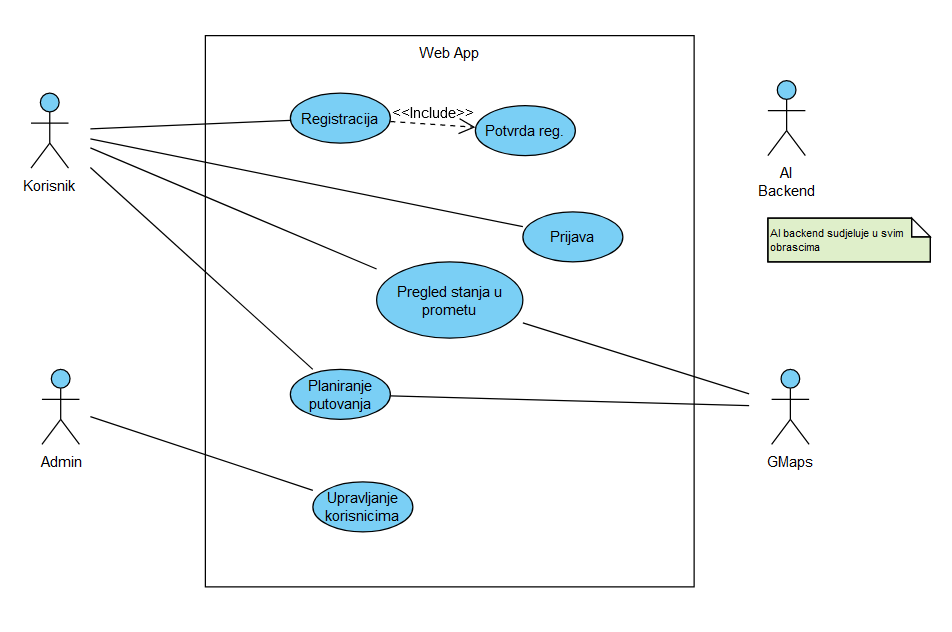 Web App
Registracija
<<Include>>
Potvrda reg.
Korisnik
AI
Backend
AI backend sudjeluje u svim
obrascima
Prijava
Pregled stanja u
prometu
Planiranje
putovanja
Admin
GMaps
Upravljanje
korisnicima